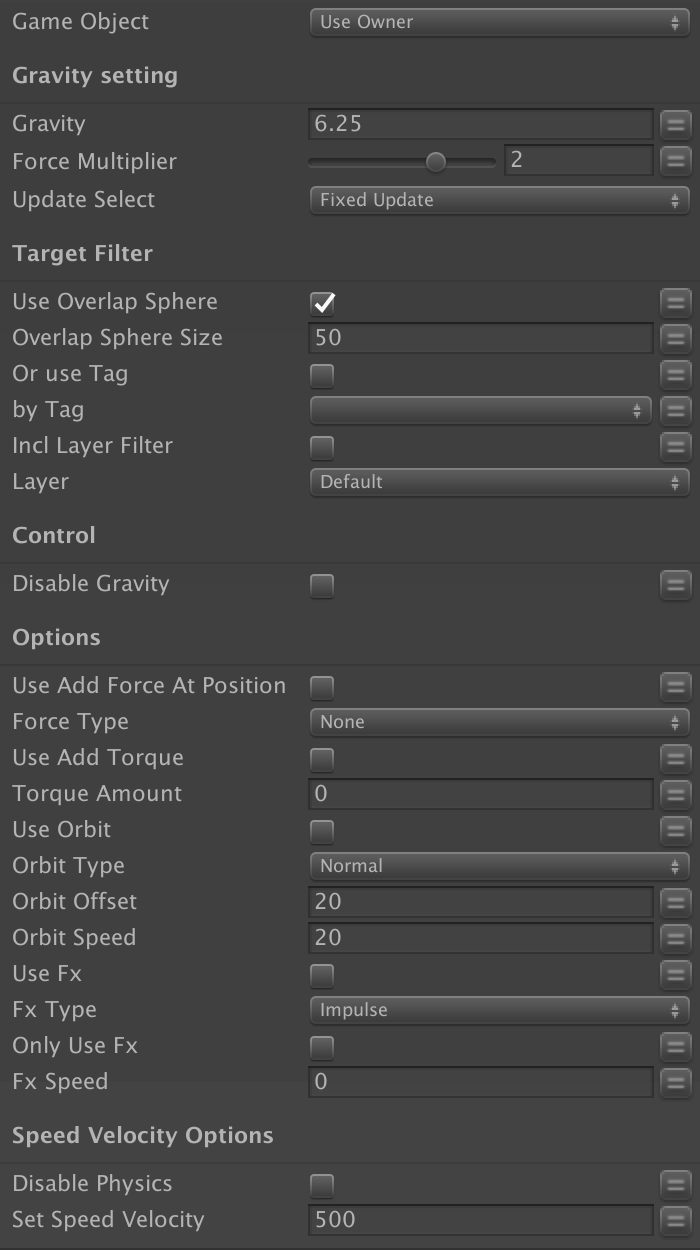 Game Object Use Owner
Gravity setting
Gravity 6.25
Force Multiplier 2
Update Select Fixed Update
Target Filter
Use Overlap Sphere
Overlap Sphere Size 50
Or use Tag
by Tag
Incl Layer Filter
Layer Default
Control
Disable Gravity
Options
Use Add Force At Position
Force Type None
Use Add Torque
Torque Amount 0
Use Orbit
Orbit Type Normal
Orbit Offset 20
Orbit Speed 20
Use Fx
Fx Type Impulse
Only Use Fx
Fx Speed 0
Speed Velocity Options
Disable Physics
Set Speed Velocity 500